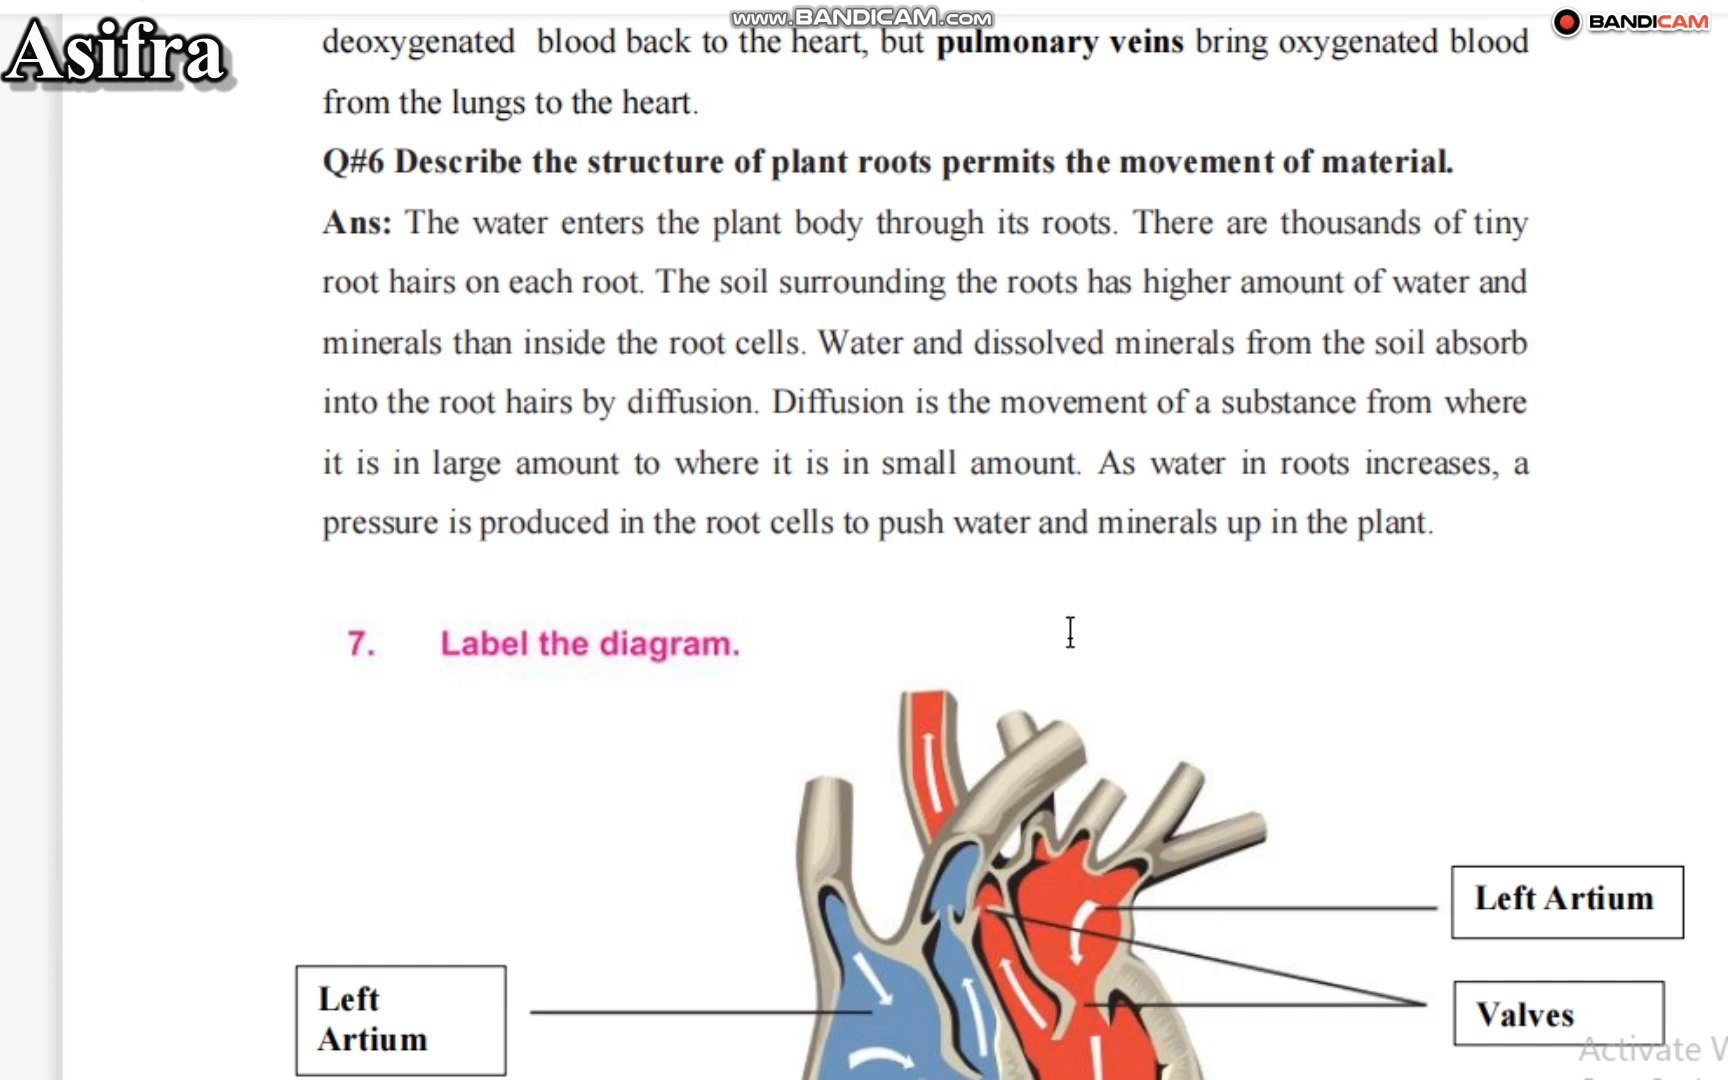 www.BANDICAM.com
BANDICAM
Asifra
deoxygenated blood back to the heart, but pulmonary veins bring oxygenated blood
from the lungs to the heart.
Q#6 Describe the structure of plant roots permits the movement of material.
Ans: The water enters the plant body through its roots. There are thousands of tiny
root hairs on each root. The soil surrounding the roots has higher amount of water and
minerals than inside the root cells. Water and dissolved minerals from the soil absorb
into the root hairs by diffusion. Diffusion is the movement of a substance from where
it is in large amount to where it is in small amount. As water in roots increases, a
pressure is produced in the root cells to push water and minerals up in the plant.
7. Label the diagram.
Left Artium
Left
Artium
Valves
Activate